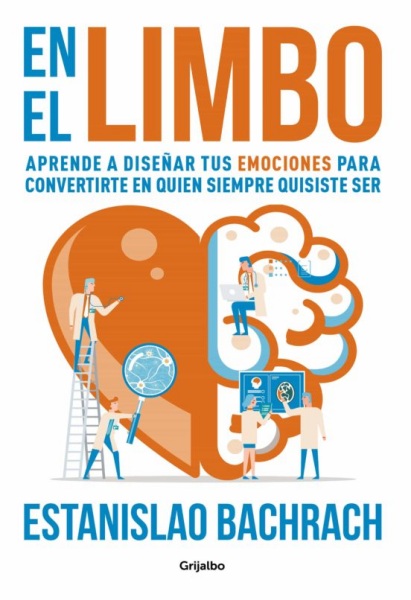 EN
EL
LIMBO
APRENDE A DISEÑAR TUS EMOCIONES PARA
CONVERTIRTE EN QUIEN SIEMPRE QUISISTE SER
ESTANISLAO BACHRACH
Grijalbo